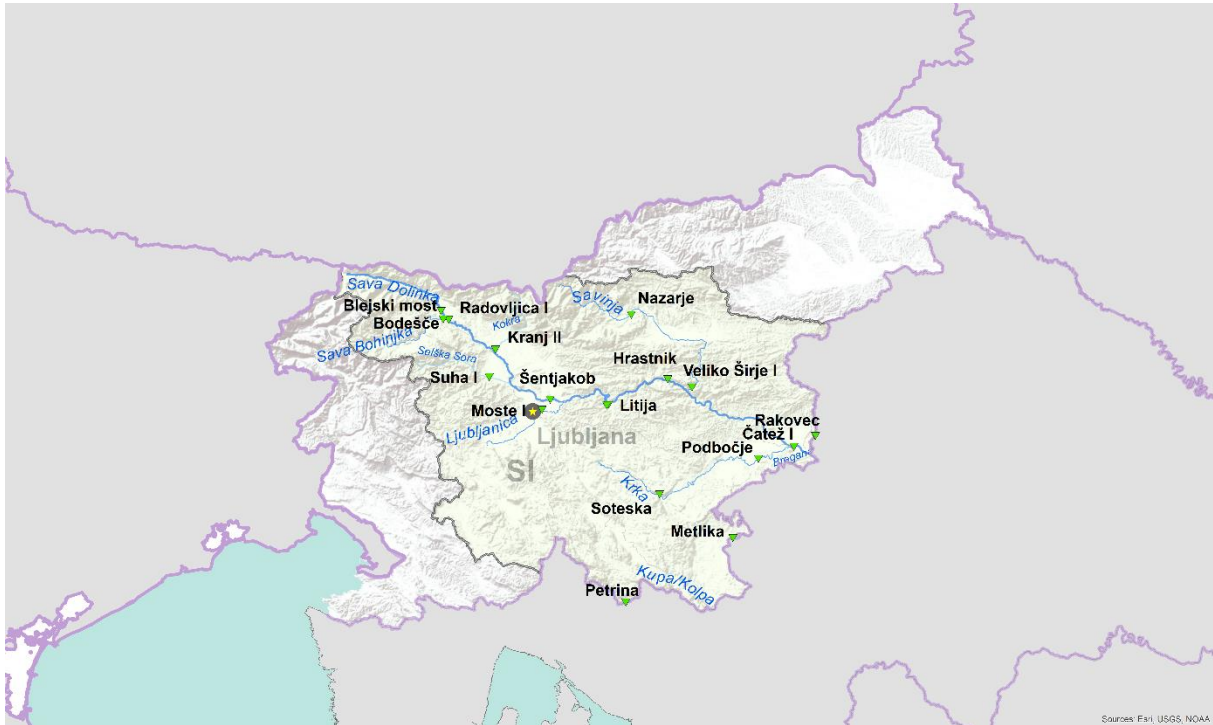 Sava Dolinka
Blejski most
Radovljica I
Bodešče
Kokra
Sava Bohinjka
Kranj II
Selška Sora
Suha I
Savinja
Nazarje
Hrastnik
Veliko Širje I
Šentjakob
Moste I
Litija
Ljubljanica
Ljubljana
SI
Rakovec
Čatež I
Podbočje
Bregana
Krka
Soteska
Metlika
Kupa/Kolpa
Petrina
Sources: Esri, USGS, NOAA